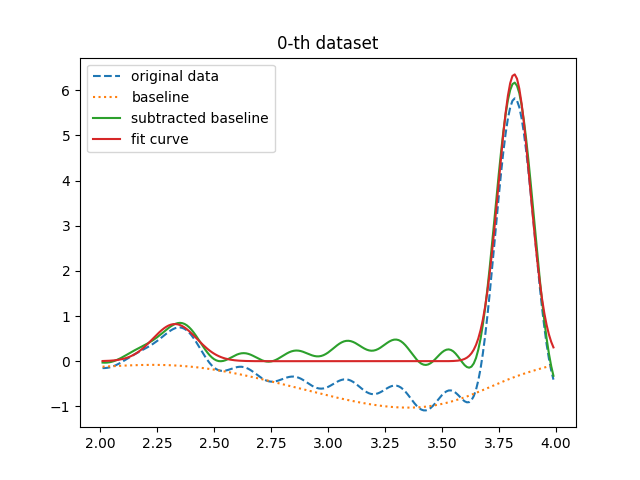 0-th dataset
original data
baseline
subtracted baseline
fit curve
6
5
4
3
2
1
0
−1
2.00 2.25 2.50 2.75 3.00 3.25 3.50 3.75 4.00